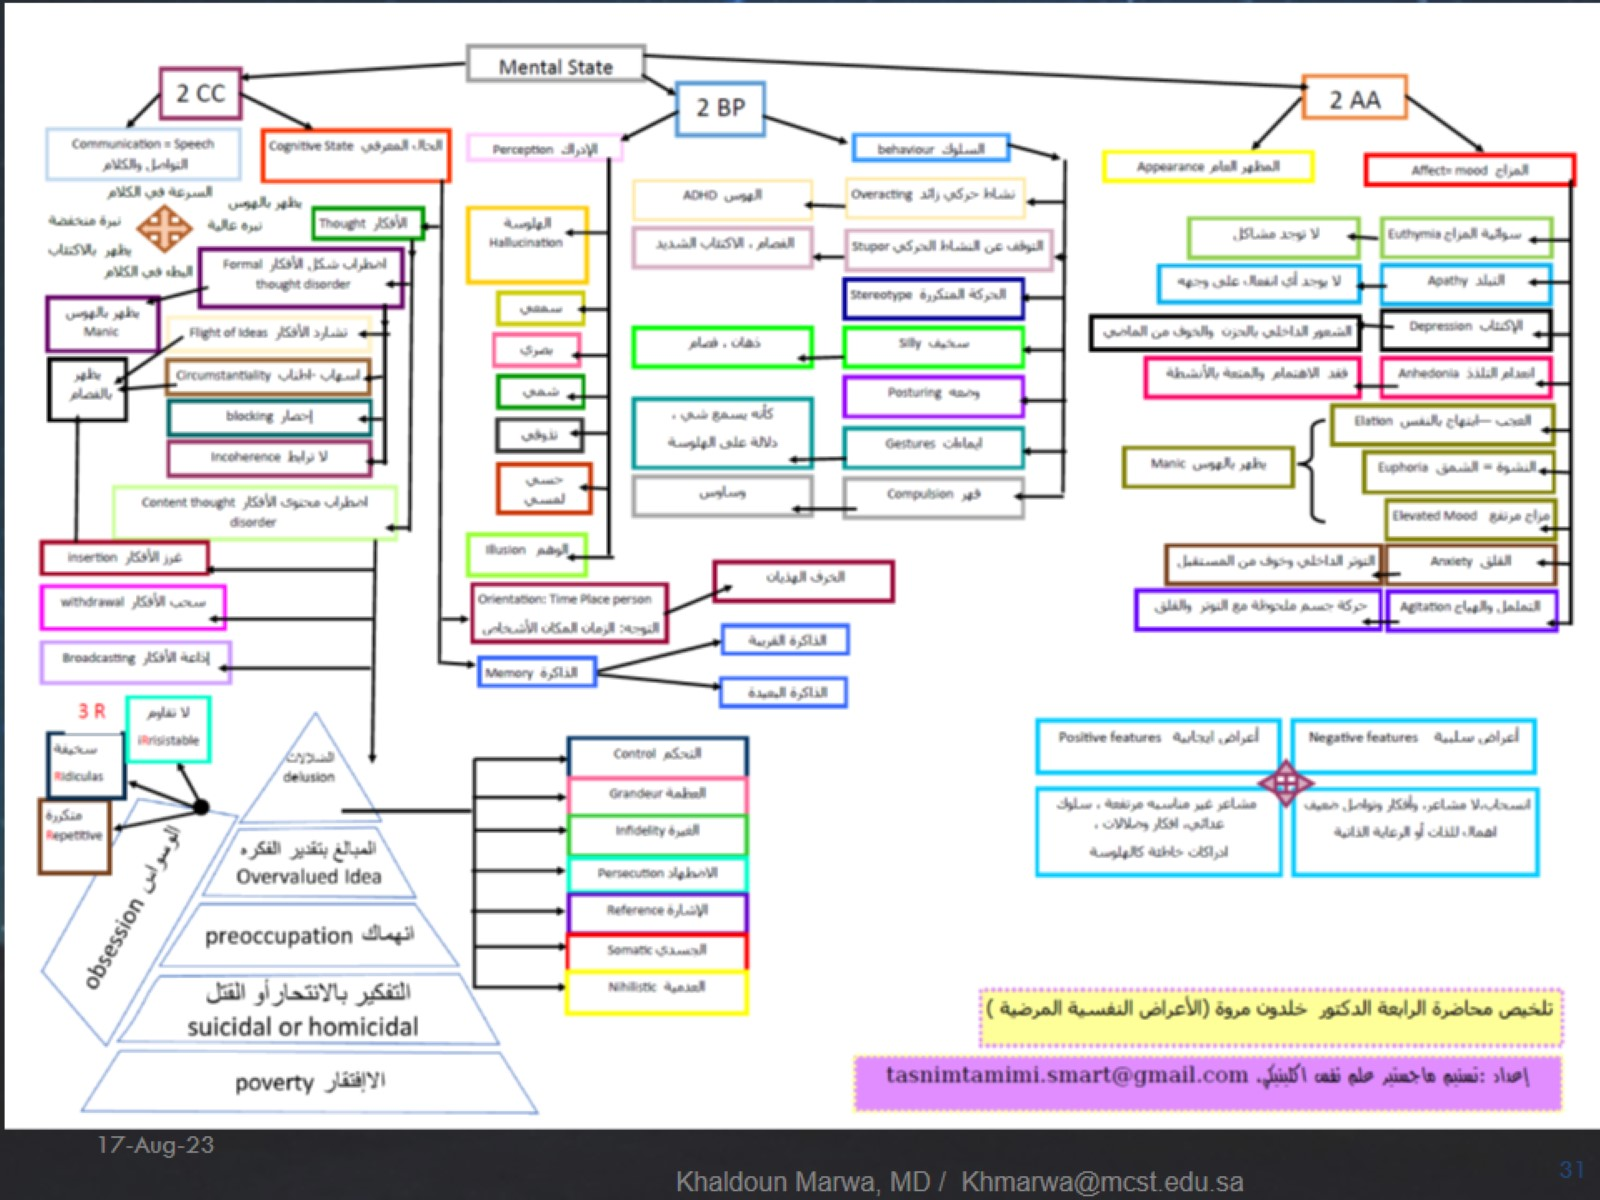 Mental State
2 CC
2 BP
2 AA
Communication = Speech
التواصل والكلام
Cognitive State الحال المعرفي
Perception الإدراك
behaviour السلوك
Appearance المظهر العام
Affect= mood المزاج
السرعة في الكلام
يظهر بالهوس
نبرة منخفضة
نبره عالية
يظهر بالاكتئاب
البطء في الكلام
Thought الأفكار
Formal اضطراب شكل الأفكار
thought disorder
يظهر بالهوس
Manic
Flight of Ideas تشارد الأفكار
يظهر
بالفصام
Circumstantiality اسهاب -اطناب
blocking إحصار
Incoherence لا ترابط
Content thought اضطراب محتوى الأفكار
disorder
insertion غرز الأفكار
withdrawal سحب الأفكار
Broadcasting إذاعة الأفكار
الهلوسة
Hallucination
سمعي
بصري
شمي
تذوقي
حسي
لمسي
Illusion الوهم
ADHD الهوس
Overacting نشاط حركي زائد
الفصام ، الاكتئاب الشديد
Stupor التوقف عن النشاط الحركي
Stereotype الحركة المتكررة
ذهان ، فصام
Silly سخيف
Posturing وضعه
كأنه يسمع شي ،
دلالة على الهلوسة
Gestures ايماءات
وساوس
Compulsion قهر
لا توجد مشاكل
Euthymia سوائية المزاج
لا يوجد أي انفعال على وجهه
Apathy التبلد
الشعور الداخلي بالحزن والخوف من الماضي
Depression الإكتئاب
فقد الاهتمام والمتعة بالأنشطة
Anhedonia انعدام التلذذ
Elation العجب –ابتهاج بالنفس
Manic يظهر بالهوس
Euphoria النشوة = الشمق
Elevated Mood مزاج مرتفع
التوتر الداخلي وخوف من المستقبل
Anxiety القلق
حركة جسم ملحوظة مع التوتر والقلق
Agitation التململ والهياج
Orientation: Time Place person
التوجه: الزمان المكان الأشخاص
الخرف الهذيان
Memory الذاكرة
الذاكرة القريبة
الذاكرة البعيدة
3 R
لا تقاوم
iRrisistable
سخيفة
Ridiculas
متكررة
Repetitive
الوسواس obsession
الضلالات
delusion
المبالغ بتقدير الفكره
Overvalued Idea
preoccupation انهماك
التفكير بالانتحار أو القتل
suicidal or homicidal
poverty الافتقار
Control التحكم
Grandeur العظمة
Infidelity الغيرة
Persecution الاضطهاد
Reference الإشارة
Somatic الجسدي
Nihilistic العدمية
Positive features أعراض ايجابية
Negative features أعراض سلبية
مشاعر غير مناسبه مرتفعة ، سلوك
عدائي، افكار وضلالات ،
ادراكات خاطئة كالهلوسة
انسحاب،لا مشاعر، وأفكار وتواصل ضعيف
اهمال للذات أو الرعاية الذاتية
تلخيص محاضرة الرابعة الدكتور خلدون مروة (الأعراض النفسية المرضية )
إعداد :تسنيم ماجستير علم نفس اكلينيكي. tasnimtamimi.smart@gmail.com
17-Aug-23
Khaldoun Marwa, MD / Khmarwa@mcst.edu.sa
31